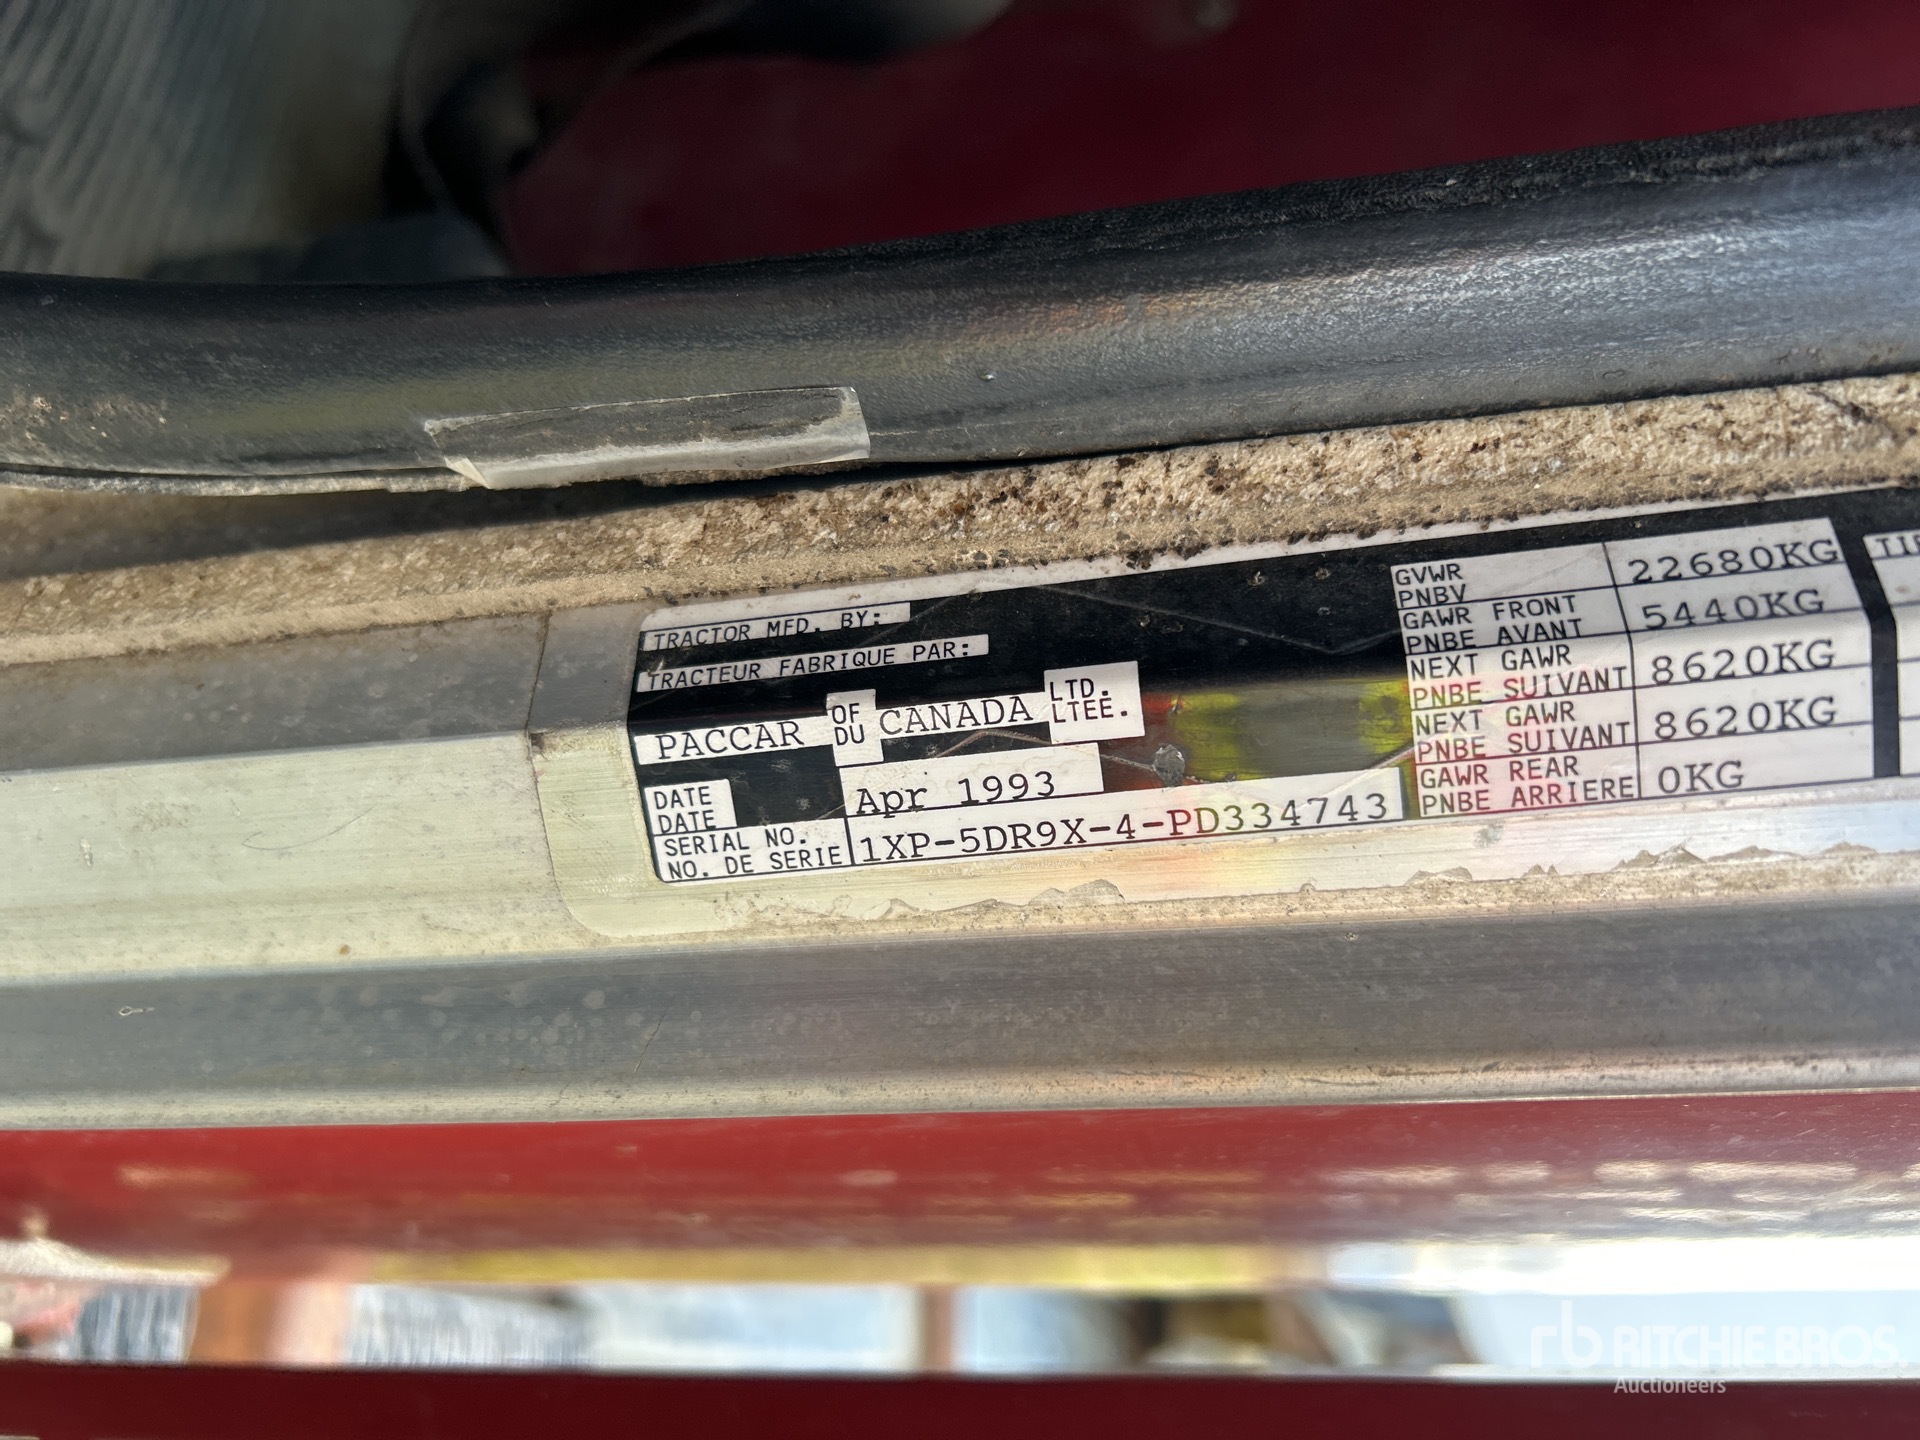 TRACTOR MFD. BY:
TRACTEUR FABRIQUE PAR:
PACCAR OF DU CANADA LTD. LTEE.
DATE
DATE
Apr 1993
SERIAL NO.
NO. DE SERIE
1XP-5DR9X-4-PD334743
GVWR
PNBV
22680KG
GAWR FRONT
PNBE AVANT
5440KG
NEXT GAWR
PNBE SUIVANT
8620KG
NEXT GAWR
PNBE SUIVANT
8620KG
GAWR REAR
PNBE ARRIERE
0KG
rb RITCHIE BROS.
Auctioneers